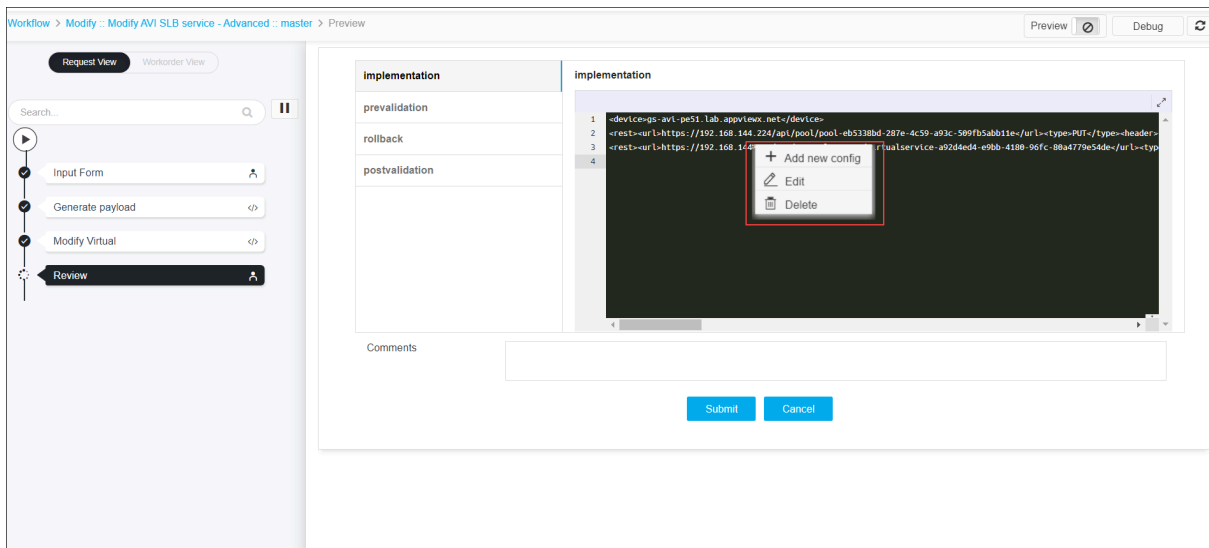 Workflow > Modify :: Modify AVI SLB service - Advanced :: master > Preview
Preview
Debug
Request View
Workorder View
Search...
Input Form
Generate payload
</>
Modify Virtual
</>
Review
implementation
prevalidation
rollback
postvalidation
implementation
1 <device>gs-avi-pe51.lab.appviewx.net</device>
2 <rest><url>https://192.168.144.224/api/pool/pool-eb5338bd-287e-4c59-a93c-509fb5abb11e</url><type>PUT</type><header>
3 <rest><url>https://192.168.144 rtualservice-a92d4ed4-e9bb-4180-96fc-80a4779e54de</url><typ
4
+ Add new config
Edit
Delete
Comments
Submit
Cancel